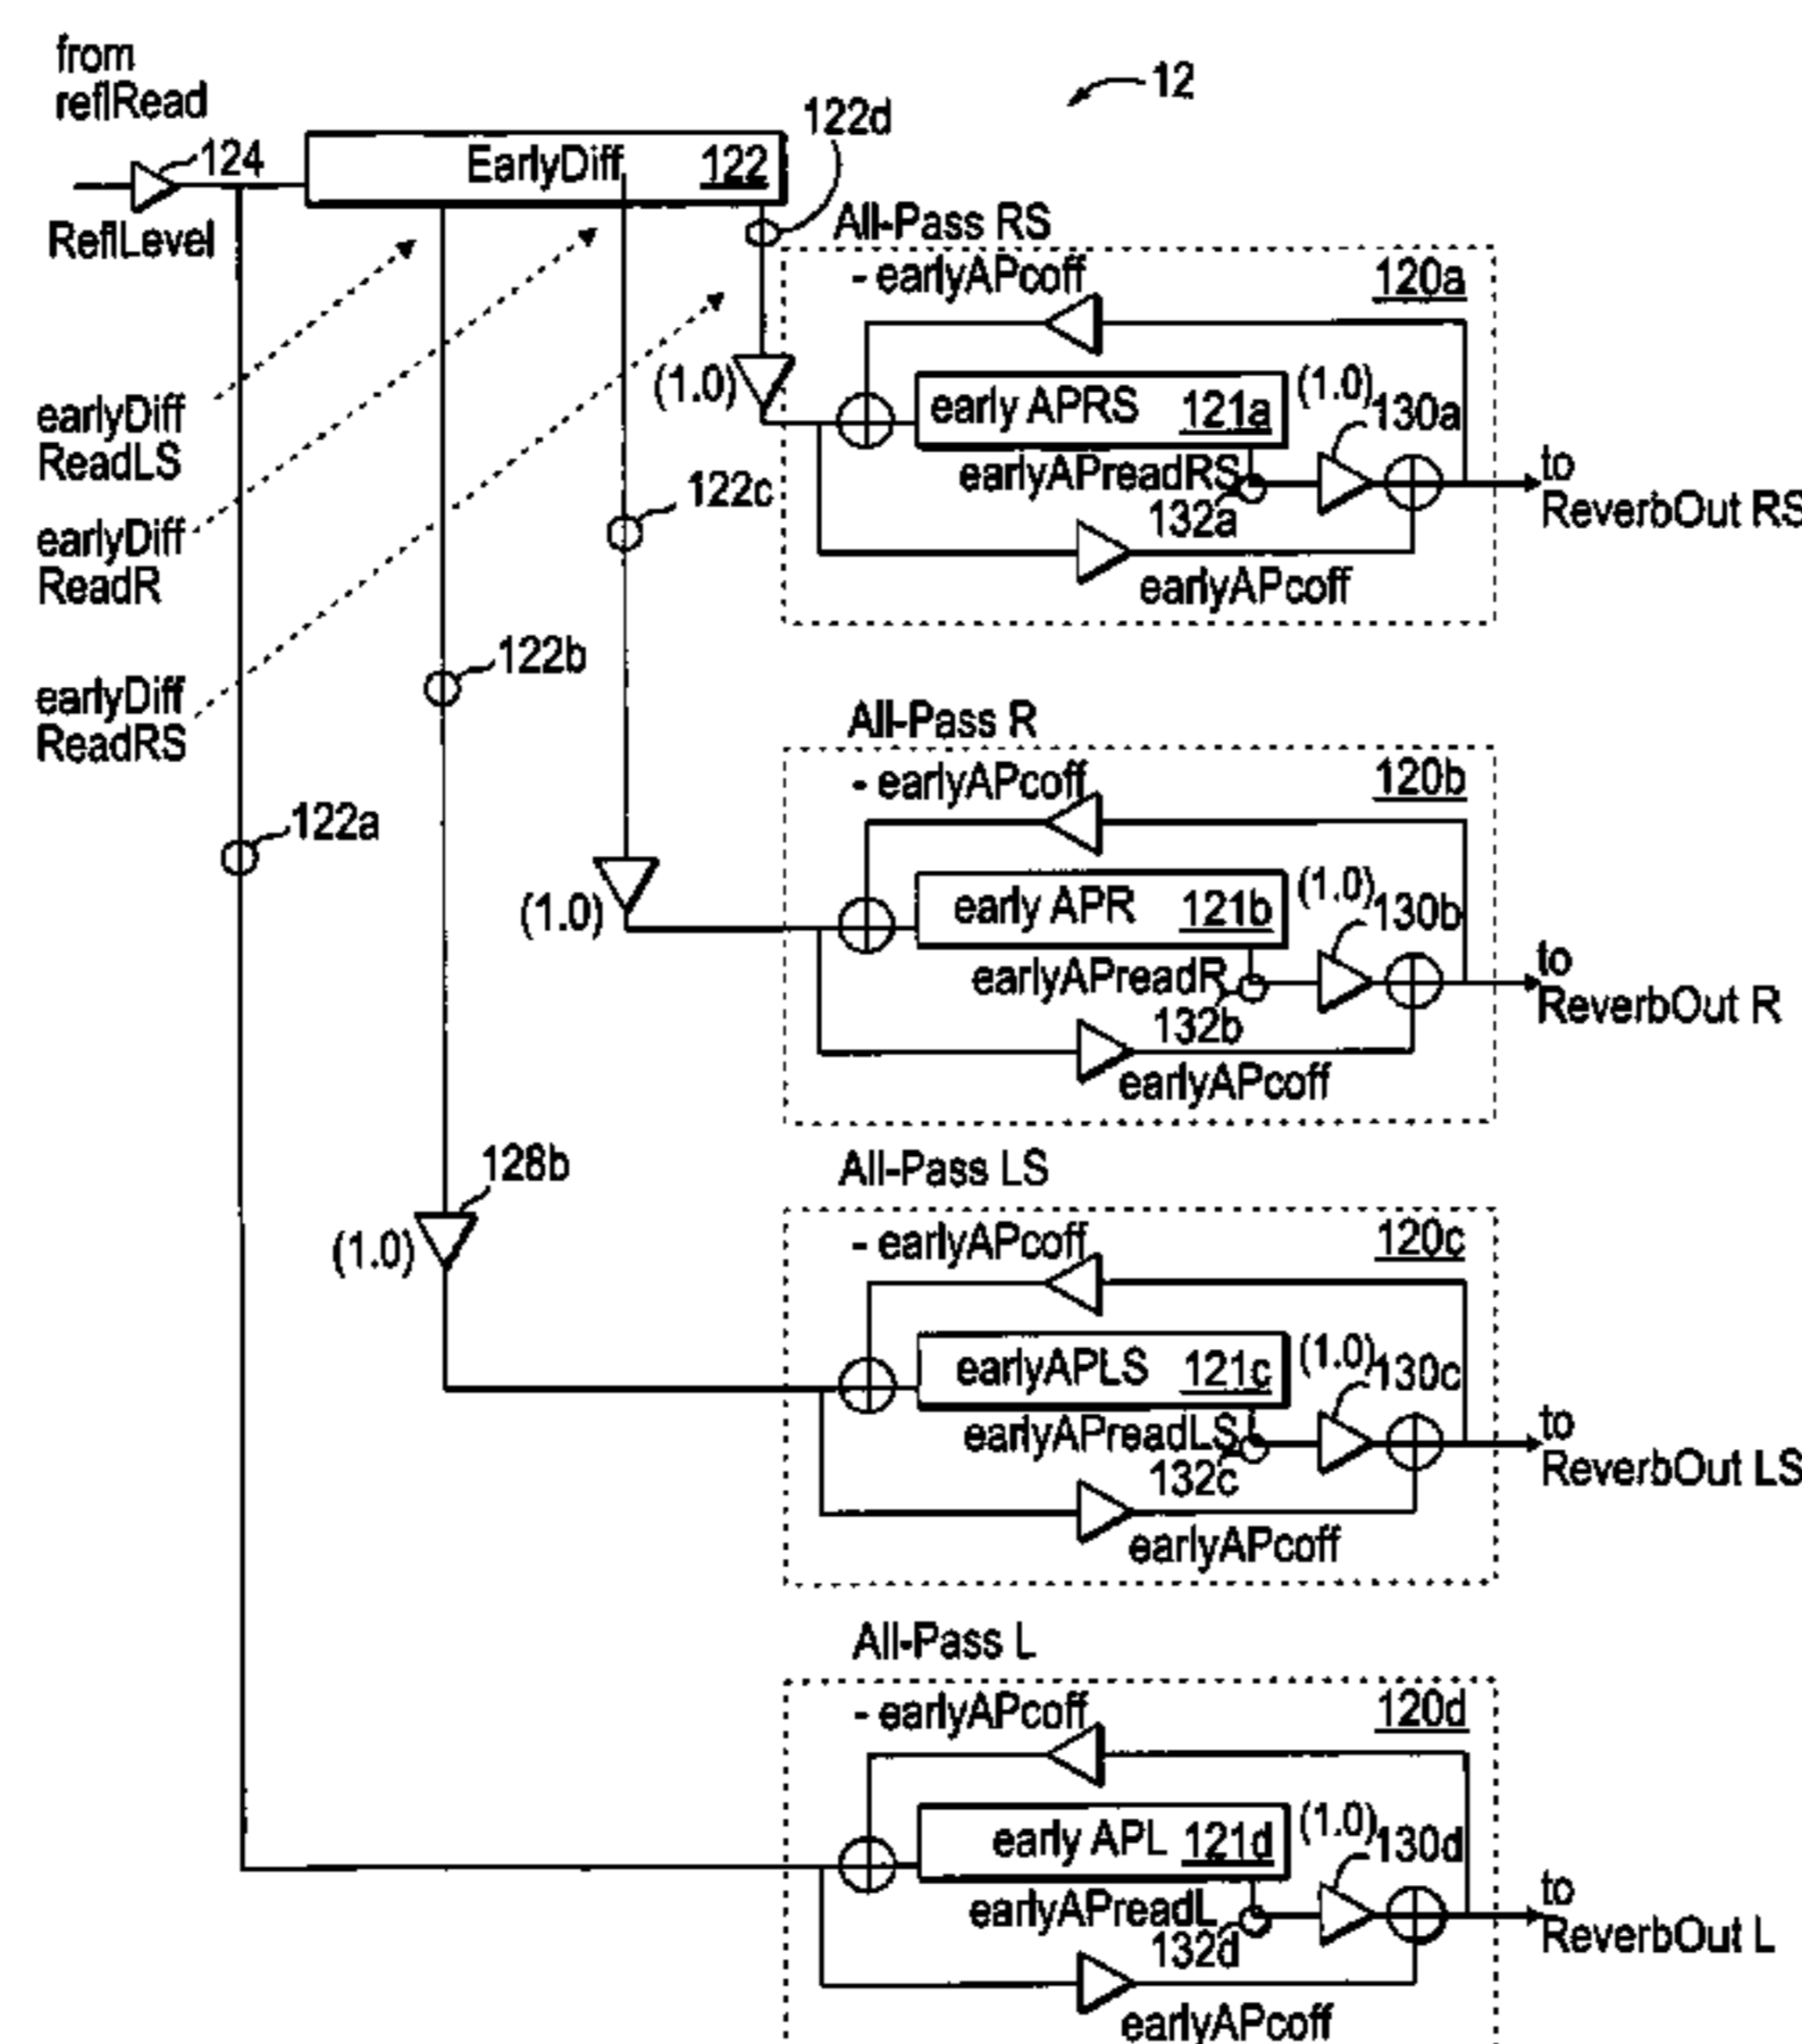 from
reflRead
124
ReflLevel
EarlyDiff 122
122d
12
earlyDiff
ReadLS
earlyDiff
ReadR
earlyDiff
ReadRS
122a
122b
122c
128b
(1.0)
(1.0)
(1.0)
All-Pass RS
- earlyAPcoff
120a
early APRS 121a
(1.0)
130a
earlyAPreadRS
132a
earlyAPcoff
to
ReverbOut RS
All-Pass R
- earlyAPcoff
120b
early APR 121b
(1.0)
130b
earlyAPreadR
132b
earlyAPcoff
to
ReverbOut R
All-Pass LS
- earlyAPcoff
120c
earlyAPLS 121c
(1.0)
130c
earlyAPreadLS
132c
earlyAPcoff
to
ReverbOut LS
All-Pass L
- earlyAPcoff
120d
early APL 121d
(1.0)
130d
earlyAPreadL
132d
earlyAPcoff
to
ReverbOut L